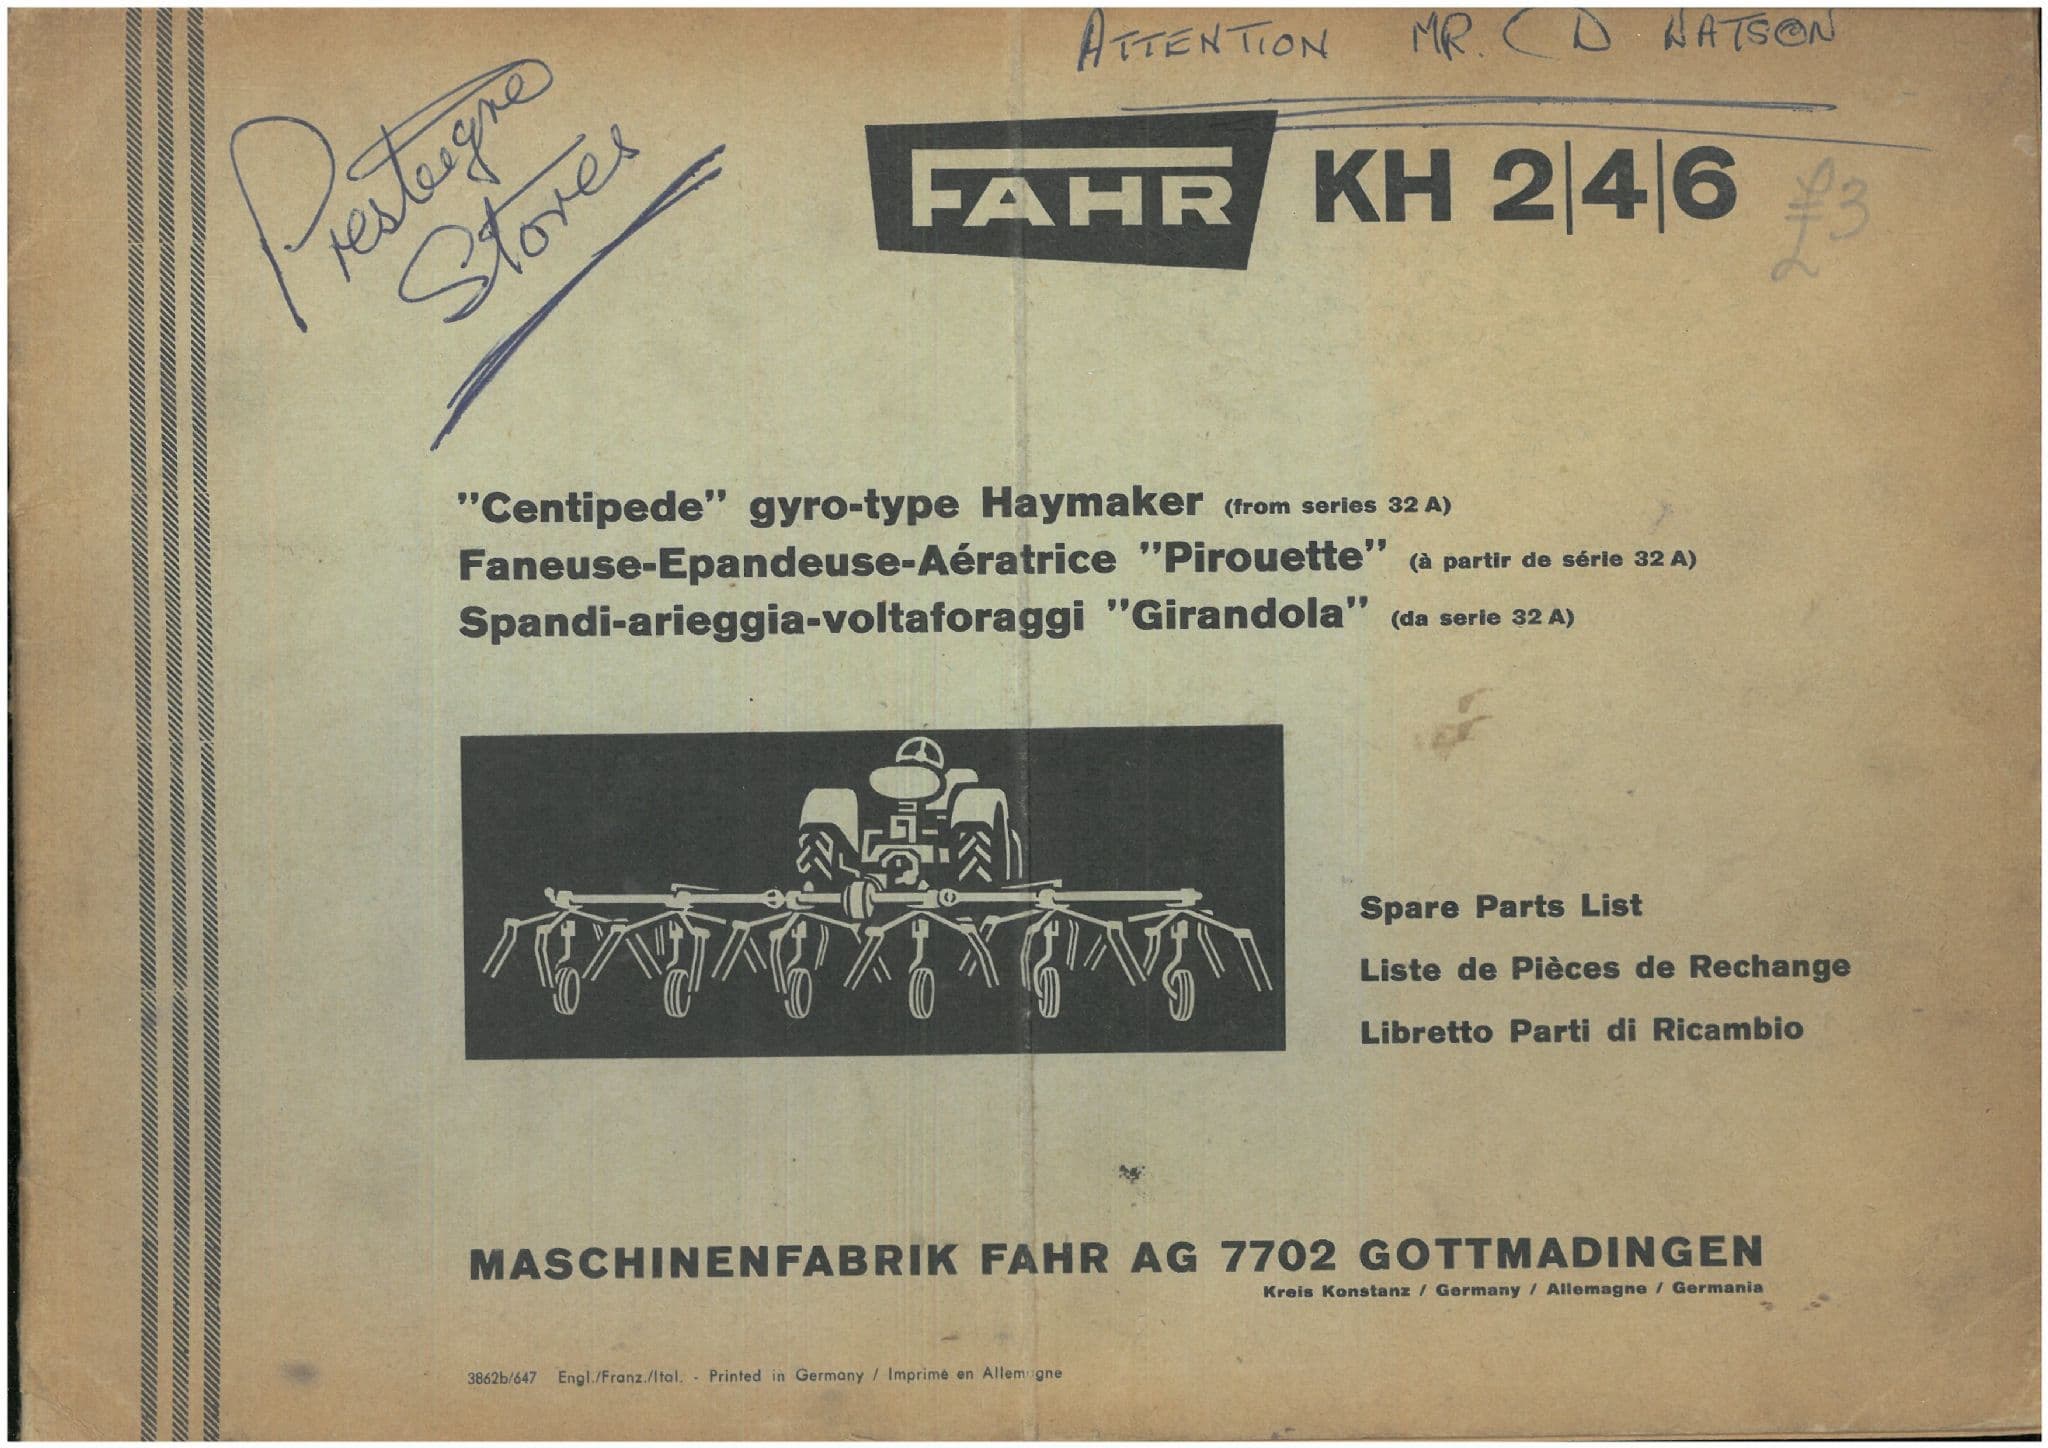 ATTENTION MR. C D WATSON
Presteigne
Stores
FAHR KH 2|4|6
£3
"Centipede" gyro-type Haymaker (from series 32 A)
Faneuse-Epandeuse-Aératrice "Pirouette" (à partir de série 32 A)
Spandi-arieggia-voltaforaggi "Girandola" (da serie 32 A)
Spare Parts List
Liste de Pièces de Rechange
Libretto Parti di Ricambio
MASCHINENFABRIK FAHR AG 7702 GOTTMADINGEN
Kreis Konstanz / Germany / Allemagne / Germania
3862b/647 Engl./Franz./Ital. - Printed in Germany / Imprimé en Allemagne